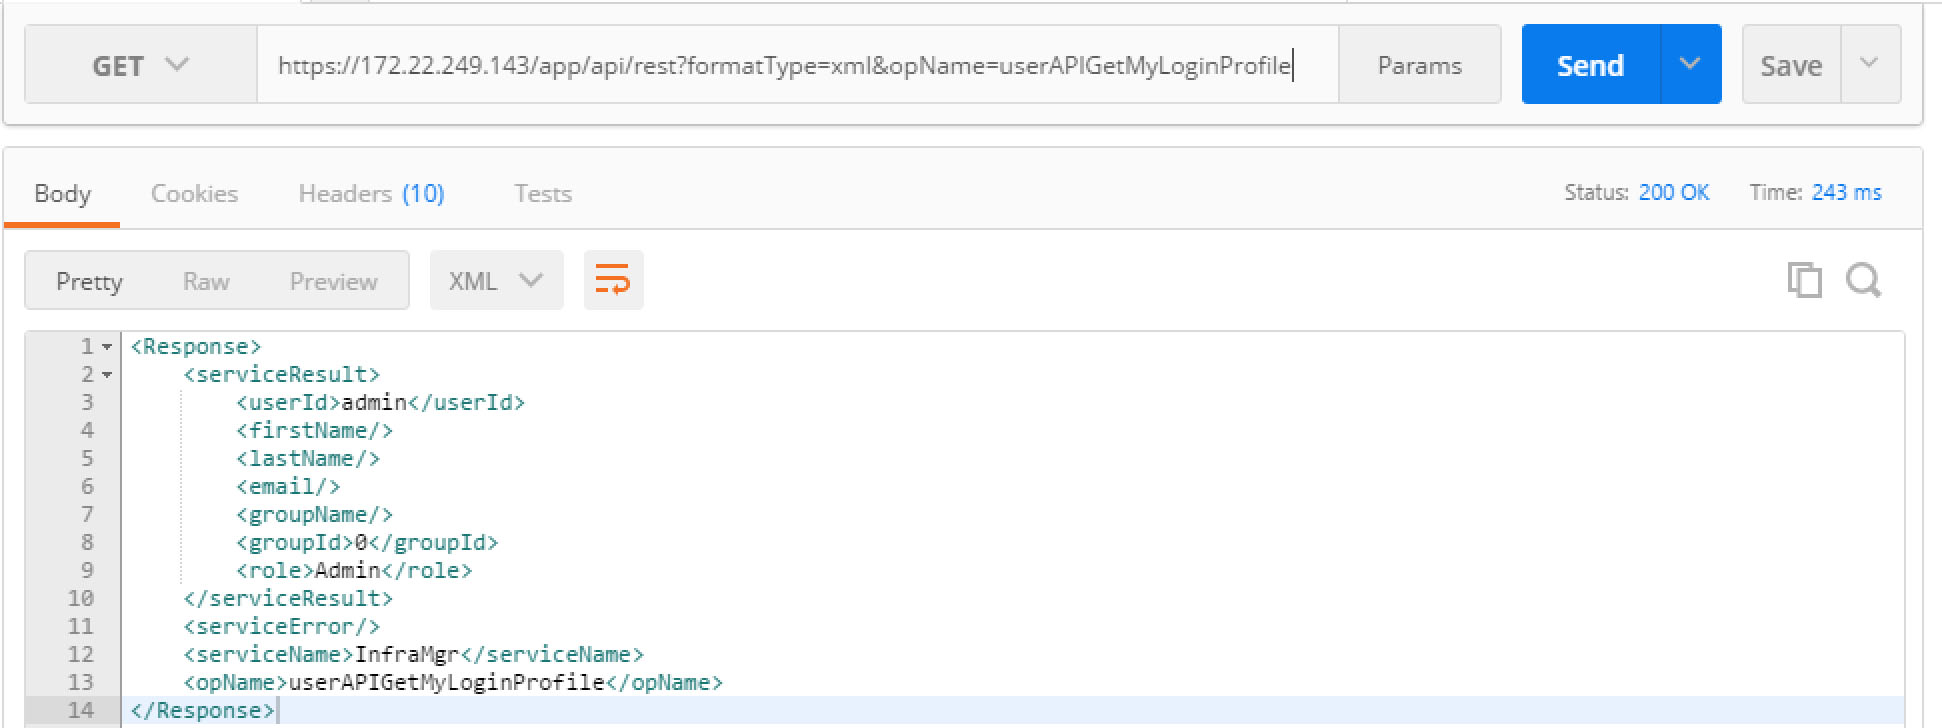 GET https://172.22.249.143/app/api/rest?formatType=xml&opName=userAPIGetMyLoginProfile Params Send Save
Body Cookies Headers (10) Tests Status: 200 OK Time: 243 ms
Pretty Raw Preview XML
1 <Response>
2 <serviceResult>
3 <userId>admin</userId>
4 <firstName/>
5 <lastName/>
6 <email/>
7 <groupName/>
8 <groupId>0</groupId>
9 <role>Admin</role>
10 </serviceResult>
11 <serviceError/>
12 <serviceName>InfraMgr</serviceName>
13 <opName>userAPIGetMyLoginProfile</opName>
14 </Response>